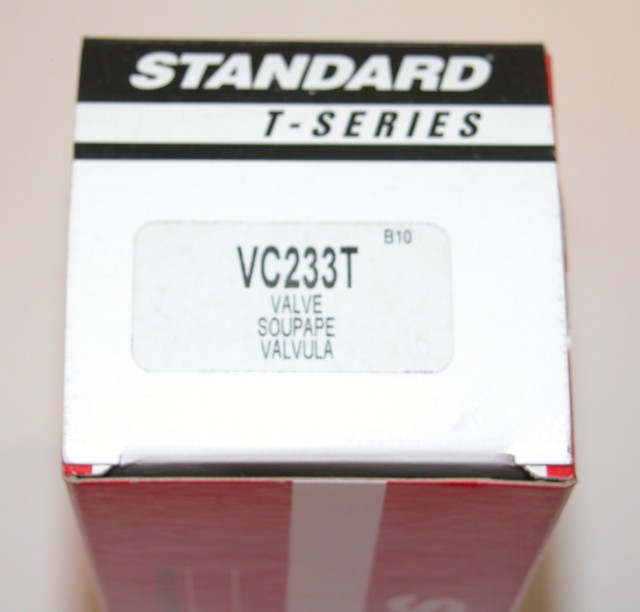 STANDARD
T-SERIES
B10
VC233T
VALVE
SOUPAPE
VALVULA
S